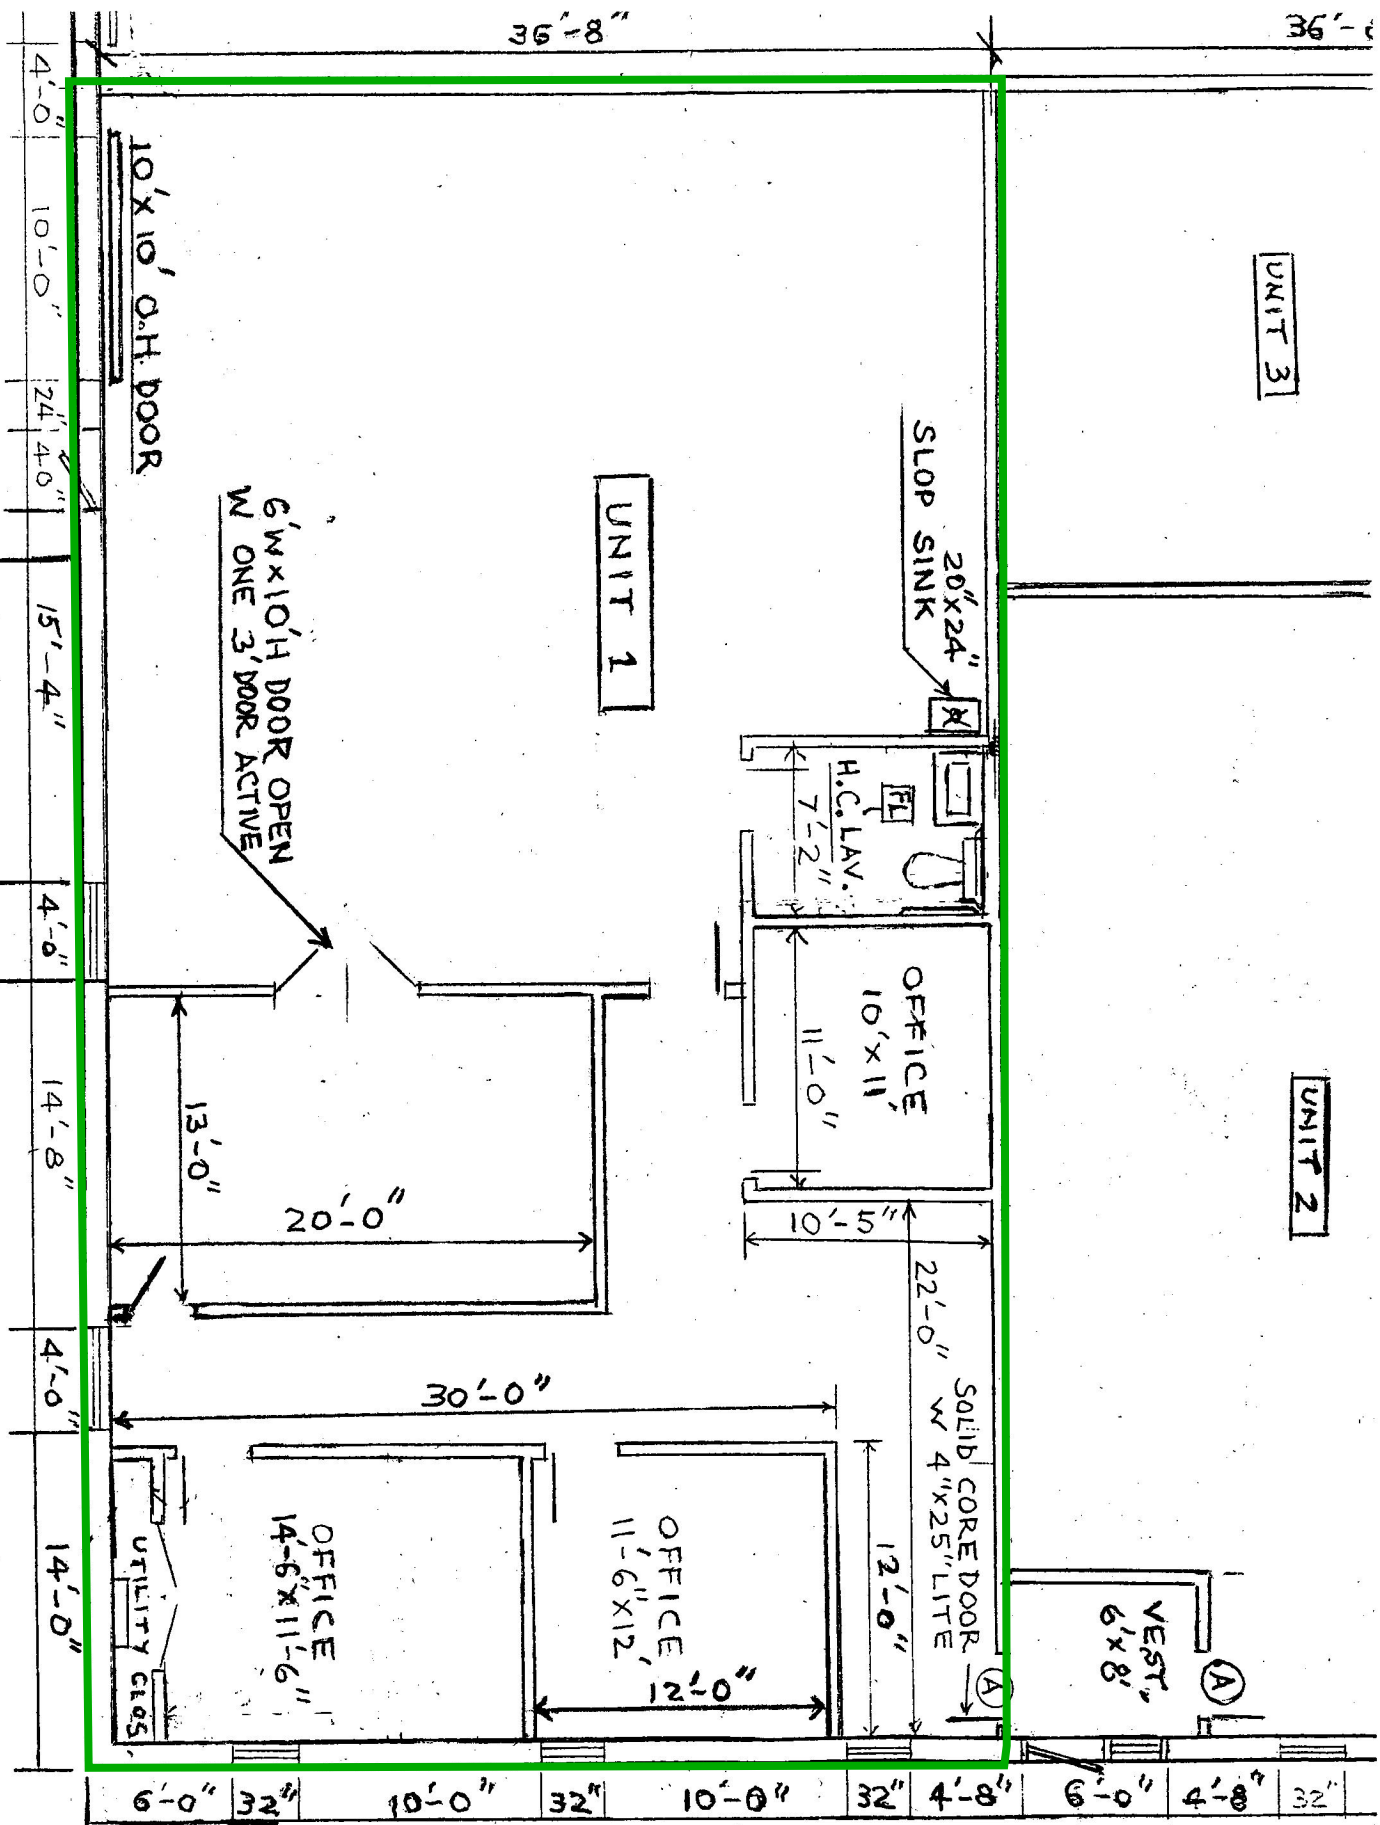 36'-8"
36'-
4'-0"
10'-0"
24"
4-0"
15'-4"
4'-0"
14'-8"
4'-0"
14'-0"
10'x10' O.H. DOOR
UNIT 3
SLOP SINK
20"x24"
UNIT 1
6'W x 10'H DOOR OPEN
W ONE 3' DOOR ACTIVE
H.C. LAV.
FL
7'-2"
OFFICE
10'x11'
11'-0"
UNIT 2
13'-0"
20'-0"
10'-5"
22'-0"
30'-0"
SOLID CORE DOOR
W 4"x25" LITE
12'-0"
OFFICE
14'-6"x11'-6"
OFFICE
11'-6"x12'
12'-0"
UTILITY CLOS.
VEST.
6'x8'
A
A
6'-0"
32"
10'-0"
32"
10'-0"
32"
4'-8"
6'-0"
4'-8"
32"